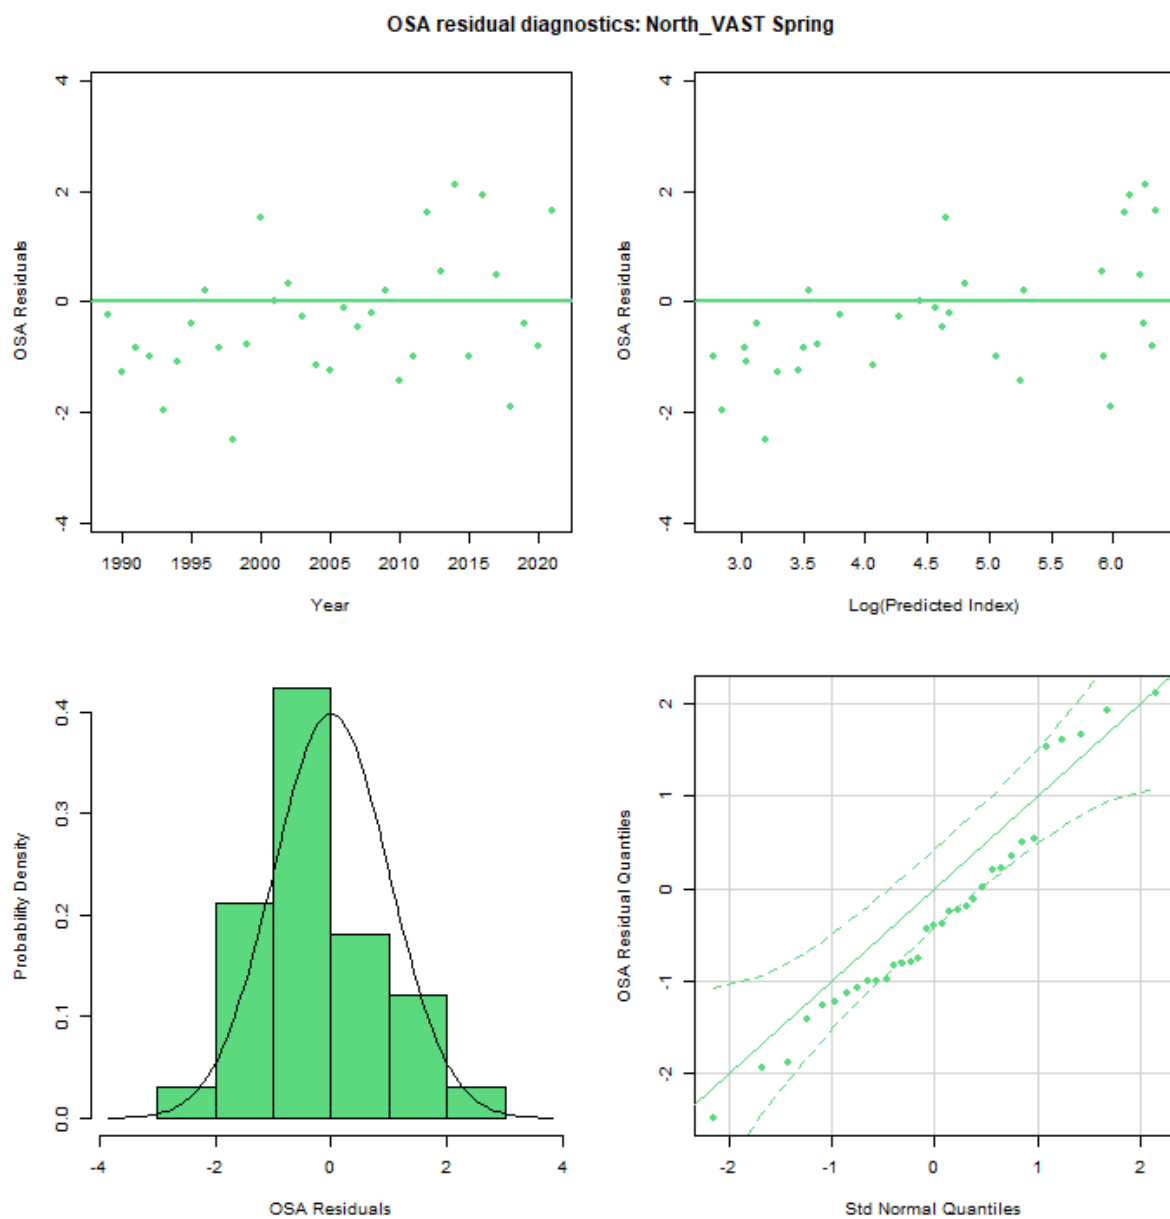 OSA residual diagnostics: North_VAST Spring
OSA Residuals
4
2
0
-2
-4
1990 1995 2000 2005 2010 2015 2020
Year
OSA Residuals
4
2
0
-2
-4
3.0 3.5 4.0 4.5 5.0 5.5 6.0
Log(Predicted Index)
Probability Density
0.4
0.3
0.2
0.1
0.0
-4 -2 0 2 4
OSA Residuals
OSA Residual Quantiles
2
1
0
-1
-2
-2 -1 0 1 2
Std Normal Quantiles